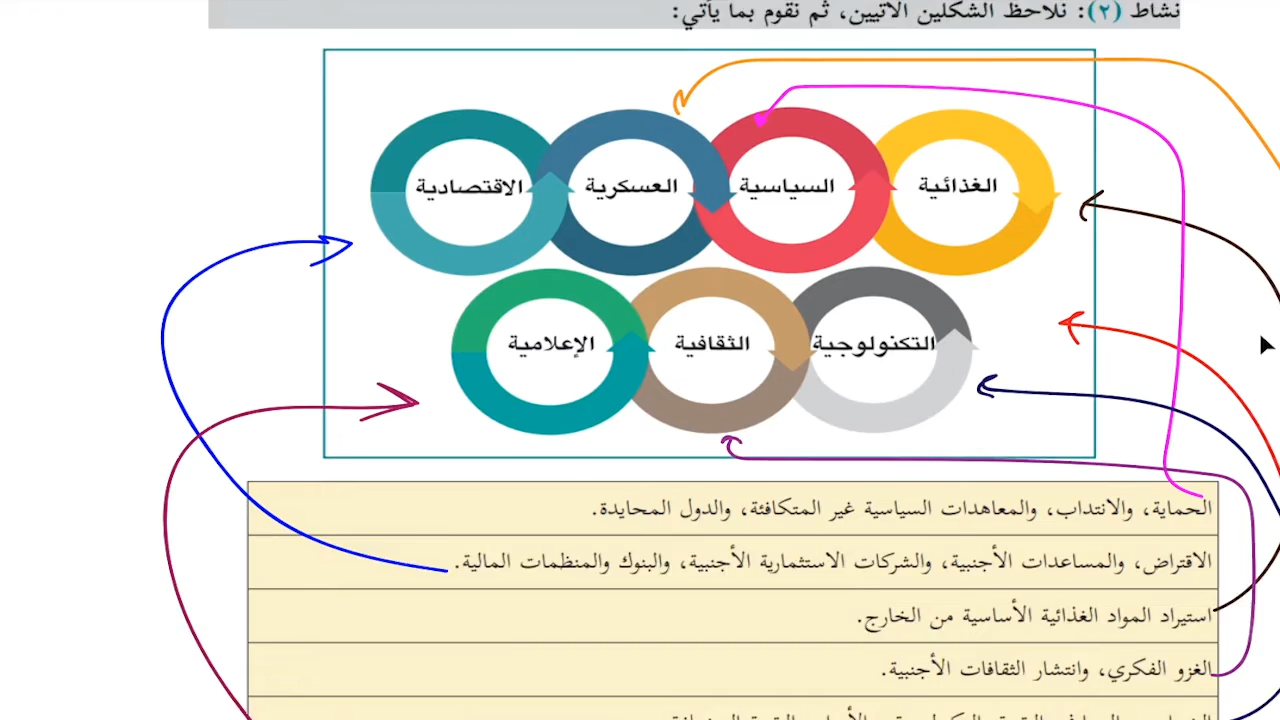 نشاط (٢): نلاحظ الشكلين الآتيين، ثم نقوم بما يأتي:
الغذائية السياسية العسكرية الاقتصادية
التكنولوجية الثقافية الإعلامية
الحماية، والانتداب، والمعاهدات السياسية غير المتكافئة، والدول المحايدة.
الاقتراض، والمساعدات الأجنبية، والشركات الاستثمارية الأجنبية، والبنوك والمنظمات المالية.
استيراد المواد الغذائية الأساسية من الخارج.
الغزو الفكري، وانتشار الثقافات الأجنبية.